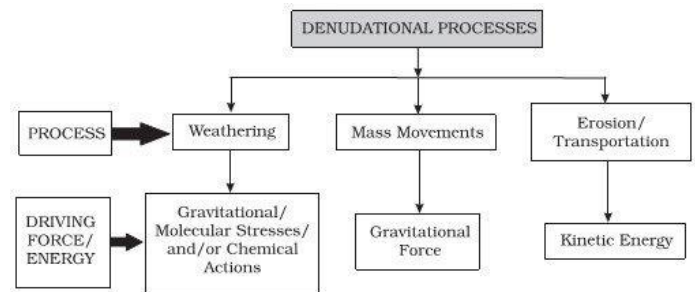 DENUDATIONAL PROCESSES
PROCESS
Weathering
Mass Movements
Erosion/
Transportation
DRIVING
FORCE/
ENERGY
Gravitational/
Molecular Stresses/
and/or Chemical
Actions
Gravitational
Force
Kinetic Energy